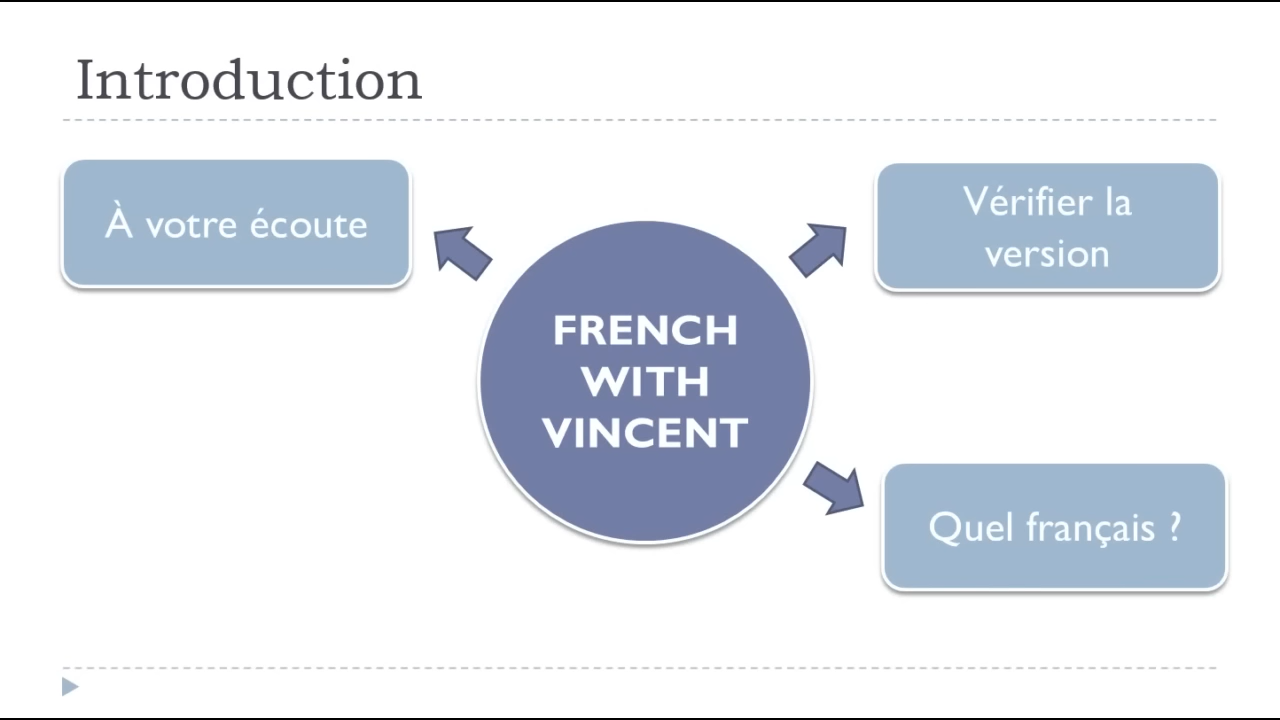 Introduction
À votre écoute
Vérifier la
version
FRENCH
WITH
VINCENT
Quel français ?